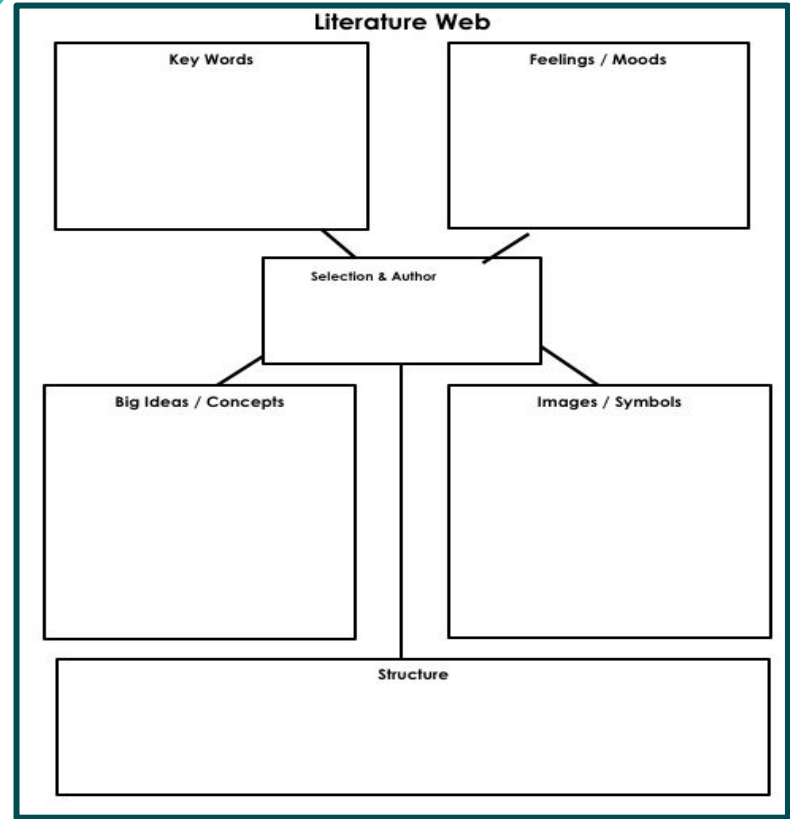 Literature Web
Key Words
Feelings / Moods
Selection & Author
Big Ideas / Concepts
Images / Symbols
Structure